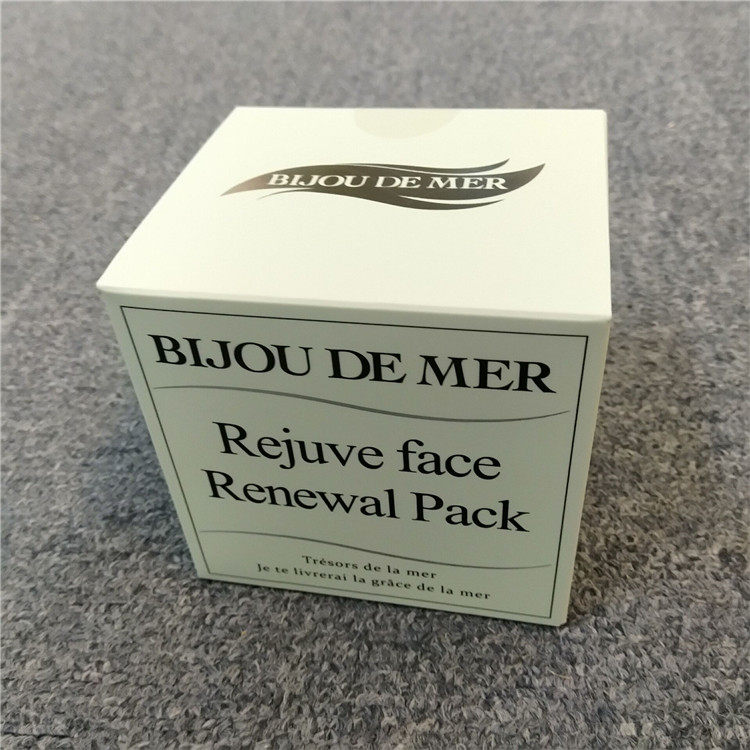 BIJOU DE MER
BIJOU DE MER
Rejuve face
Renewal Pack
Trésors de la mer
Je te livrerai la grâce de la mer